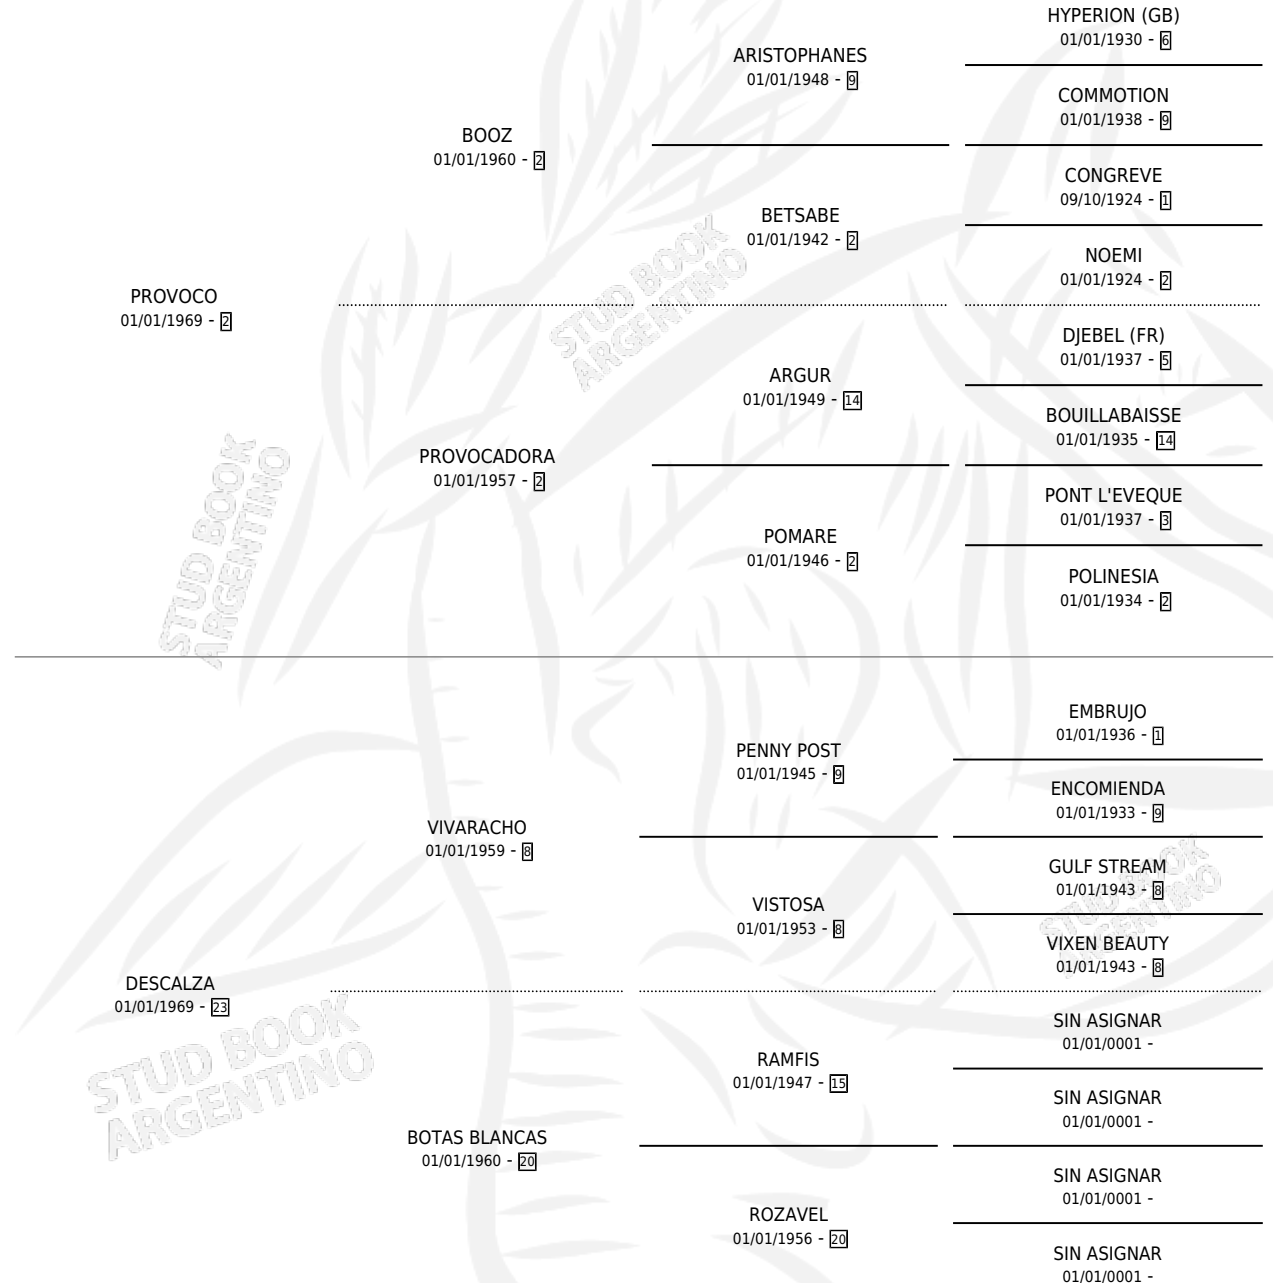 HYPERION (GB)
01/01/1930 - 6
ARISTOPHANES
01/01/1948 - 9
COMMOTION
01/01/1938 - 9
BOOZ
01/01/1960 - 2
CONGREVE
09/10/1924 - 1
BETSABE
01/01/1942 - 2
NOEMI
01/01/1924 - 2
PROVOCO
01/01/1969 - 2
DJEBEL (FR)
01/01/1937 - 5
ARGUR
01/01/1949 - 14
BOUILLABAISSE
01/01/1935 - 14
PROVOCADORA
01/01/1957 - 2
PONT L'EVEQUE
01/01/1937 - 3
POMARE
01/01/1946 - 2
POLINESIA
01/01/1934 - 2
EMBRUJO
01/01/1936 - 1
PENNY POST
01/01/1945 - 9
ENCOMIENDA
01/01/1933 - 9
VIVARACHO
01/01/1959 - 8
GULF STREAM
01/01/1943 - 8
VISTOSA
01/01/1953 - 8
VIXEN BEAUTY
01/01/1943 - 8
DESCALZA
01/01/1969 - 23
SIN ASIGNAR
01/01/0001 -
RAMFIS
01/01/1947 - 15
SIN ASIGNAR
01/01/0001 -
BOTAS BLANCAS
01/01/1960 - 20
SIN ASIGNAR
01/01/0001 -
ROZAVEL
01/01/1956 - 20
SIN ASIGNAR
01/01/0001 -
STUD BOOK
ARGENTINO
STUD BOOK
ARGENTINO
STUD BOOK
ARGENTINO
STUD BOOK
ARGENTINO